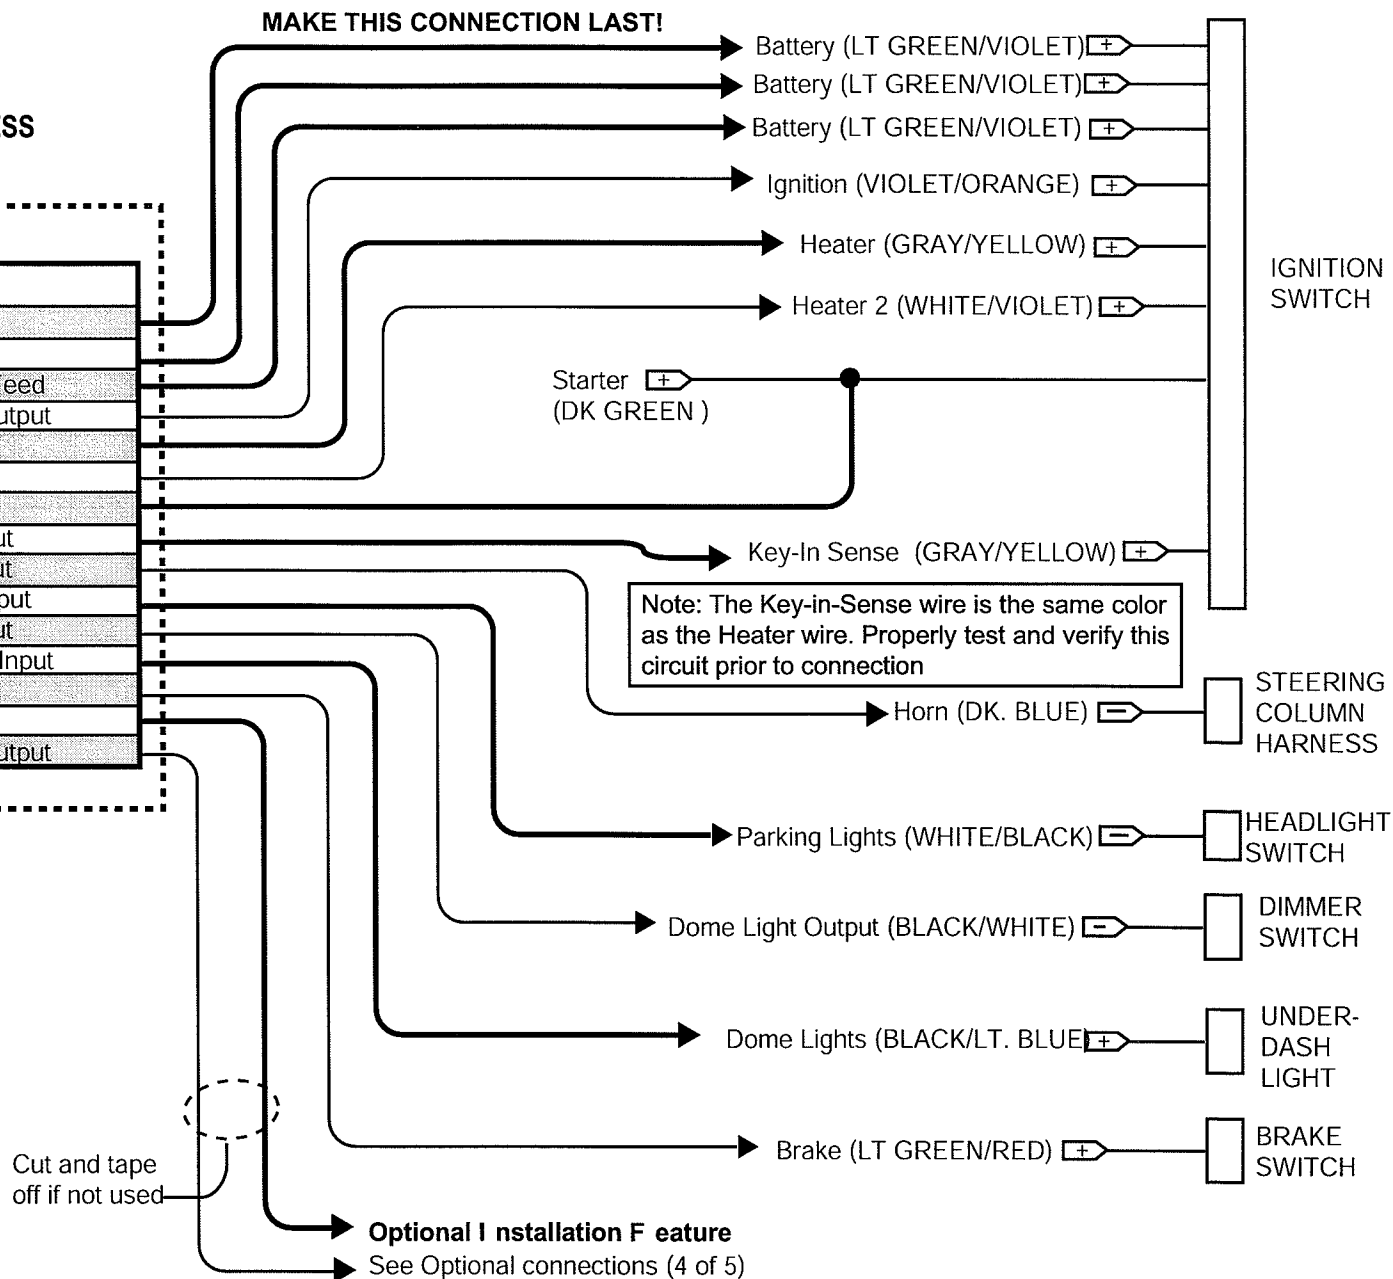 MAKE THIS CONNECTION LAST!
Battery (LT GREEN/VIOLET) +
Battery (LT GREEN/VIOLET) +
ESS
Battery (LT GREEN/VIOLET) +
Ignition (VIOLET/ORANGE) +
Heater (GRAY/YELLOW) +
IGNITION
SWITCH
Heater 2 (WHITE/VIOLET) +
Starter +
(DK GREEN )
eed
utput
ut
ut
put
ut
Input
utput
Key-In Sense (GRAY/YELLOW) +
Note: The Key-in-Sense wire is the same color
as the Heater wire. Properly test and verify this
circuit prior to connection
Horn (DK. BLUE) −
STEERING
COLUMN
HARNESS
Parking Lights (WHITE/BLACK) −
HEADLIGHT
SWITCH
Dome Light Output (BLACK/WHITE) −
DIMMER
SWITCH
Dome Lights (BLACK/LT. BLUE +
UNDER-
DASH
LIGHT
Brake (LT GREEN/RED) +
BRAKE
SWITCH
Cut and tape
off if not used
Optional I nstallation F eature
See Optional connections (4 of 5)